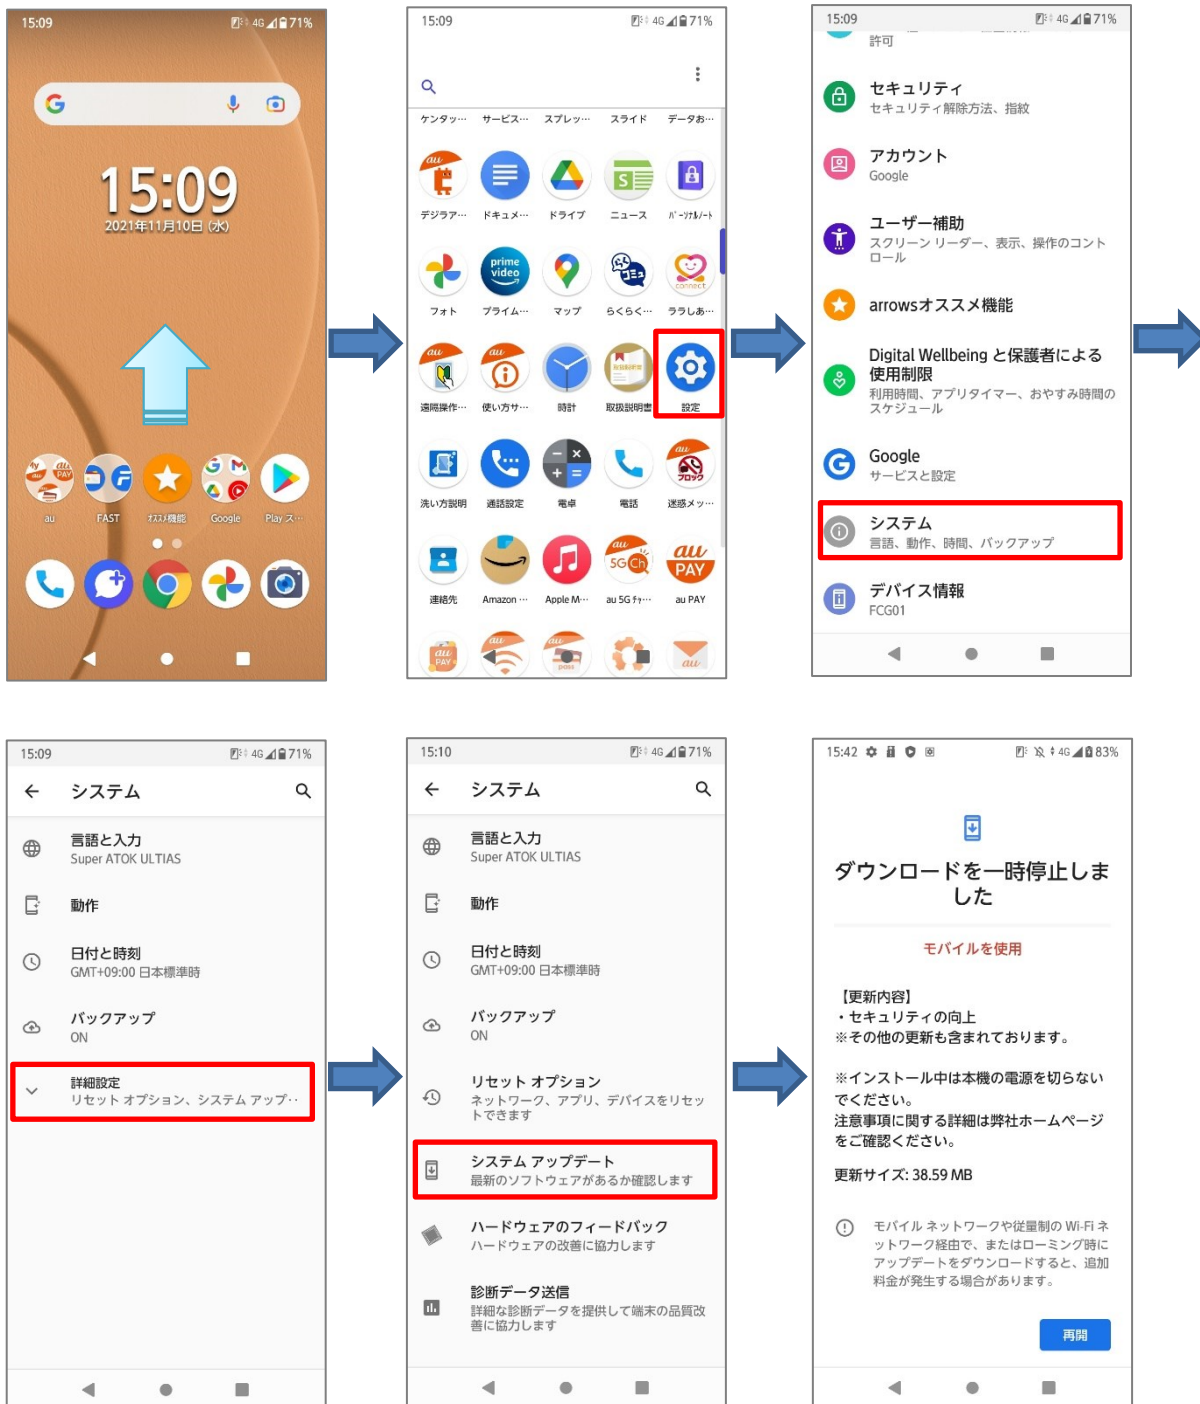 15:09
4G 71%
15:09
2021年11月10日 (水)
au
FAST
オススメ機能
Google
Play ス…
15:09
4G 71%
ケンタッ…
サービス…
スプレッ…
スライド
データお…
au
デジラア…
ドキュメ…
ドライブ
ニュース
パーソナルノート
prime video
らくコミュ
connect
フォト
プライム…
マップ
らくらく…
ララしあ…
au
au
取扱説明書
遠隔操作…
使い方サ…
時計
取扱説明書
設定
au
ブロック
洗い方説明
通話設定
電卓
電話
迷惑メッ…
au
5G Ch
au PAY
連絡先
Amazon …
Apple M…
au 5G チャ…
au PAY
au PAY
au
au
pass
au
15:09
4G 71%
許可
セキュリティ
セキュリティ解除方法、指紋
アカウント
Google
ユーザー補助
スクリーン リーダー、表示、操作のコント
ロール
arrowsオススメ機能
Digital Wellbeing と保護者による
使用制限
利用時間、アプリタイマー、おやすみ時間の
スケジュール
Google
サービスと設定
システム
言語、動作、時間、バックアップ
デバイス情報
FCG01
15:09
4G 71%
システム
言語と入力
Super ATOK ULTIAS
動作
日付と時刻
GMT+09:00 日本標準時
バックアップ
ON
詳細設定
リセット オプション、システム アップ‥
15:10
4G 71%
システム
言語と入力
Super ATOK ULTIAS
動作
日付と時刻
GMT+09:00 日本標準時
バックアップ
ON
リセット オプション
ネットワーク、アプリ、デバイスをリセッ
トできます
システム アップデート
最新のソフトウェアがあるか確認します
ハードウェアのフィードバック
ハードウェアの改善に協力します
診断データ送信
詳細な診断データを提供して端末の品質改
善に協力します
15:42
4G 83%
ダウンロードを一時停止しま
した
モバイルを使用
【更新内容】
・セキュリティの向上
※その他の更新も含まれております。
※インストール中は本機の電源を切らない
でください。
注意事項に関する詳細は弊社ホームページ
をご確認ください。
更新サイズ: 38.59 MB
モバイル ネットワークや従量制の Wi-Fi ネ
ットワーク経由で、またはローミング時に
アップデートをダウンロードすると、追加
料金が発生する場合があります。
再開